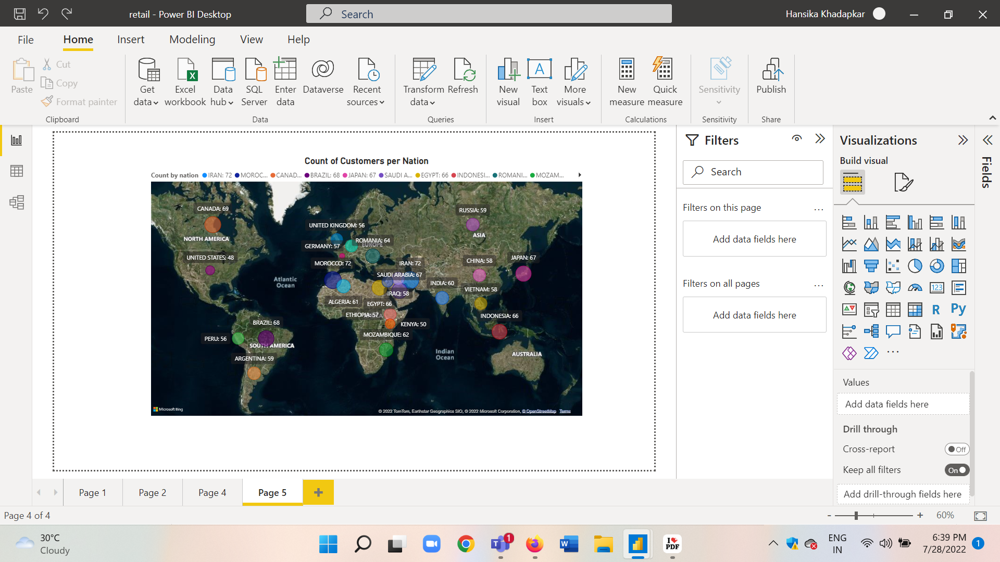 retail - Power BI Desktop
Search
Hansika Khadapkar
File
Home
Insert
Modeling
View
Help
Paste
Cut
Copy
Format painter
Clipboard
Get data
Excel workbook
Data hub
SQL Server
Enter data
Dataverse
Recent sources
Data
Transform data
Refresh
Queries
New visual
Text box
More visuals
Insert
New measure
Quick measure
Calculations
Sensitivity
Sensitivity
Publish
Share
Count of Customers per Nation
Count by nation IRAN: 72 MOROC... CANAD... BRAZIL: 68 JAPAN: 67 SAUDI A... EGYPT: 66 INDONESI... ROMANI... MOZAM...
CANADA: 69
NORTH AMERICA
UNITED STATES: 48
UNITED KINGDOM: 56
ROMANIA: 64
EUROPE
GERMANY: 57
MOROCCO: 72
IRAN: 72
SAUDI ARABIA: 67
RUSSIA: 59
ASIA
CHINA: 58
JAPAN: 67
Atlantic
Ocean
INDIA: 60
VIETNAM: 58
IRAQ: 58
ALGERIA: 61
EGYPT: 66
ETHIOPIA: 57
KENYA: 50
INDONESIA: 66
MOZAMBIQUE: 62
BRAZIL: 68
PERU: 56
SOUTH AMERICA
ARGENTINA: 59
Indian
Ocean
AUSTRALIA
Microsoft Bing
© 2022 TomTom, Earthstar Geographics SIO, © 2022 Microsoft Corporation, © OpenStreetMap Terms
Filters
Search
Filters on this page
...
Add data fields here
Filters on all pages
...
Add data fields here
Visualizations
Build visual
123
R
Py
...
Values
Add data fields here
Drill through
Cross-report
Off
Keep all filters
On
Add drill-through fields here
Fields
Page 1
Page 2
Page 4
Page 5
+
Page 4 of 4
- + 60%
30°C
Cloudy
T
1
W
I
PDF
ENG
IN
6:39 PM
7/28/2022
1